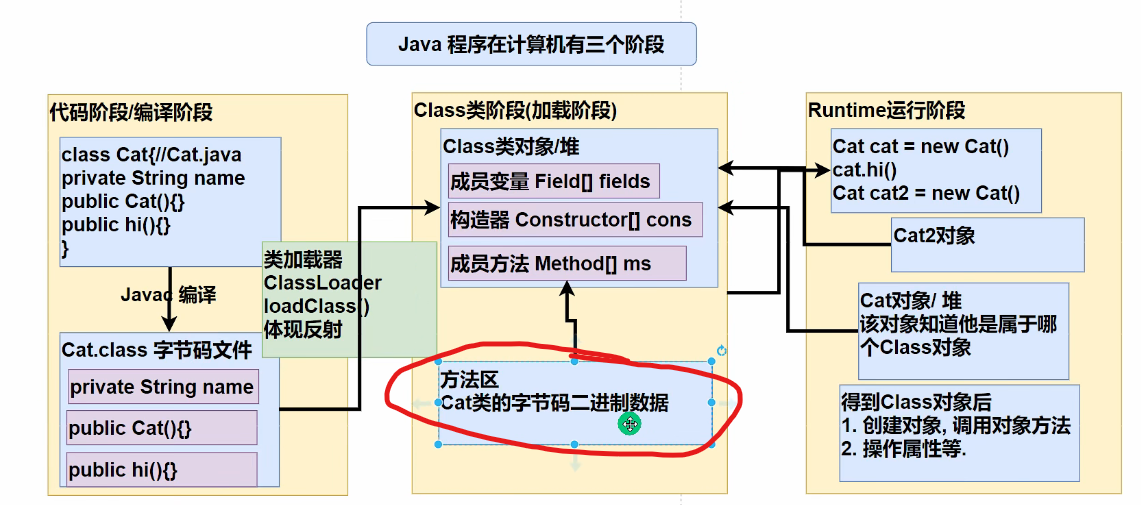 Java 程序在计算机有三个阶段
代码阶段/编译阶段
class Cat{//Cat.java
private String name
public Cat(){}
public hi(){}
}
Javac 编译
Cat.class 字节码文件
private String name
public Cat(){}
public hi(){}
类加载器
ClassLoader
loadClass()
体现反射
Class类阶段(加载阶段)
Class类对象/堆
成员变量 Field[] fields
构造器 Constructor[] cons
成员方法 Method[] ms
方法区
Cat类的字节码二进制数据
Runtime运行阶段
Cat cat = new Cat()
cat.hi()
Cat cat2 = new Cat()
Cat2对象
Cat对象/ 堆
该对象知道他是属于哪
个Class对象
得到Class对象后
1. 创建对象, 调用对象方法
2. 操作属性等.